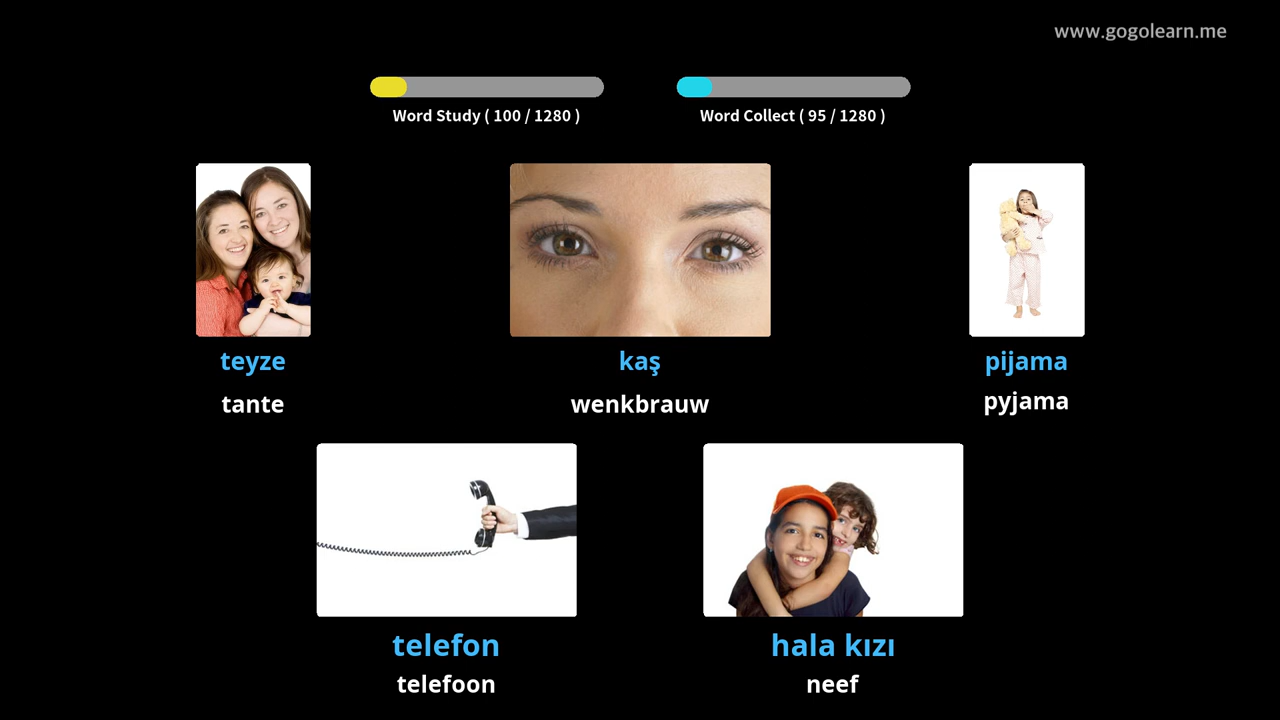 www.gogolearn.me
Word Study ( 100 / 1280 )
Word Collect ( 95 / 1280 )
teyze
tante
kaş
wenkbrauw
pijama
pyjama
telefon
telefoon
hala kızı
neef